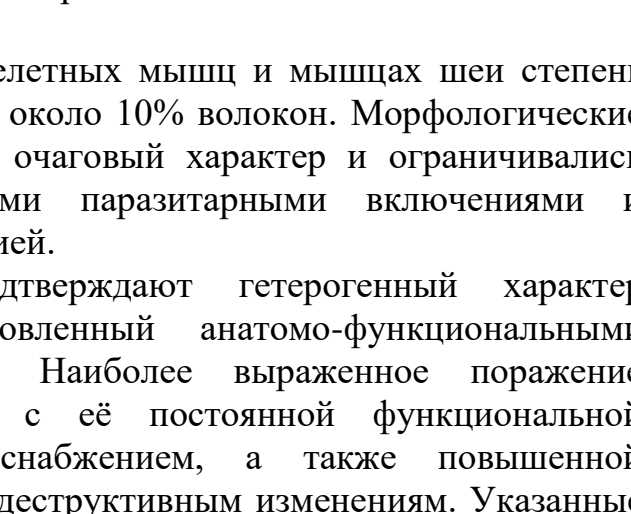 елетных мышц и мышцах шеи степень
около 10% волокон. Морфологические
очаговый характер и ограничивались
ми паразитарными включениями и
ией.
дтверждают гетерогенный характер
овленный анатомо-функциональными
Наиболее выраженное поражение
с её постоянной функциональной
снабжением, а также повышенной
деструктивным изменениям. Указанные